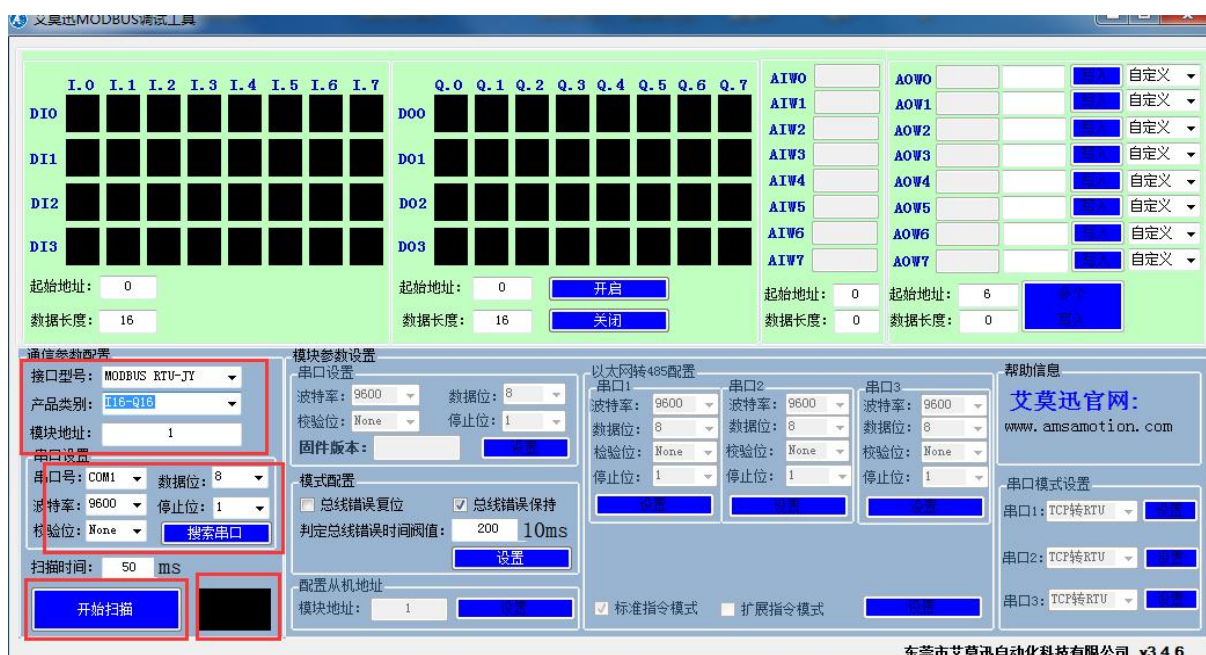 艾莫迅MODBUS调试工具
I.0 I.1 I.2 I.3 I.4 I.5 I.6 I.7
DI0
DI1
DI2
DI3
起始地址: 0
数据长度: 16
Q.0 Q.1 Q.2 Q.3 Q.4 Q.5 Q.6 Q.7
DO0
DO1
DO2
DO3
起始地址: 0 开启
数据长度: 16 关闭
AIW0
AIW1
AIW2
AIW3
AIW4
AIW5
AIW6
AIW7
起始地址: 0
数据长度: 0
AOW0 写入 自定义
AOW1 写入 自定义
AOW2 写入 自定义
AOW3 写入 自定义
AOW4 写入 自定义
AOW5 写入 自定义
AOW6 写入 自定义
AOW7 写入 自定义
起始地址: 6
数据长度: 0 写入
通信参数配置
接口型号: MODBUS RTU-JY
产品类别: I16-Q16
模块地址: 1
串口设置
串口号: COM1 数据位: 8
波特率: 9600 停止位: 1
校验位: None 搜索串口
扫描时间: 50 ms
开始扫描
模块参数设置
串口设置
波特率: 9600 数据位: 8
校验位: None 停止位: 1
固件版本: 设置
模式配置
总线错误复位 总线错误保持
判定总线错误时间阀值: 200 10ms
设置
配置从机地址
模块地址: 1 设置
以太网转485配置
串口1
波特率: 9600
数据位: 8
检验位: None
停止位: 1
设置
串口2
波特率: 9600
数据位: 8
校验位: None
停止位: 1
设置
串口3
波特率: 9600
数据位: 8
校验位: None
停止位: 1
设置
标准指令模式 扩展指令模式 设置
帮助信息
艾莫迅官网:
www.amsamotion.com
串口模式设置
串口1: TCP转RTU 设置
串口2: TCP转RTU 设置
串口3: TCP转RTU 设置
东莞市艾莫迅自动化科技有限公司 v3.4.6